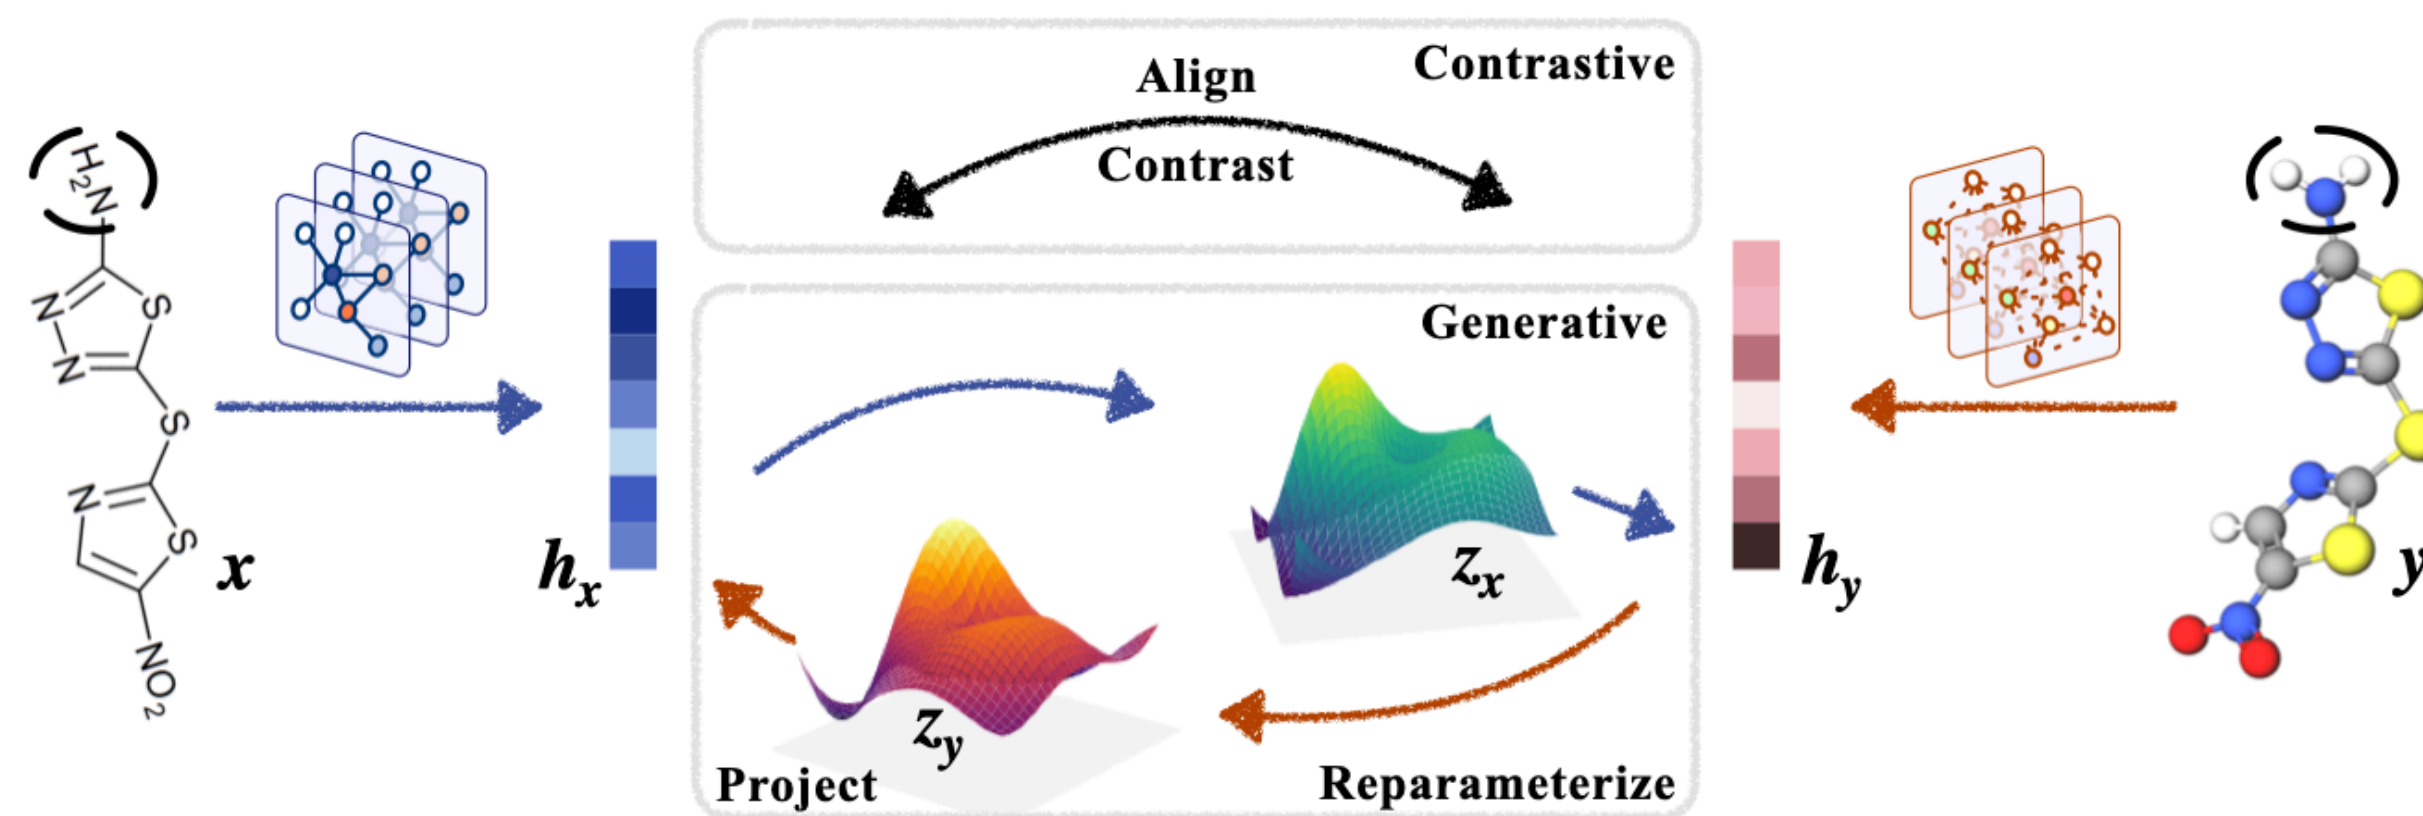 Contrastive
Align
Contrast
H2N
N
S
N
S
N
S
NO2
x
hx
Generative
zx
zy
Project
Reparameterize
hy
y